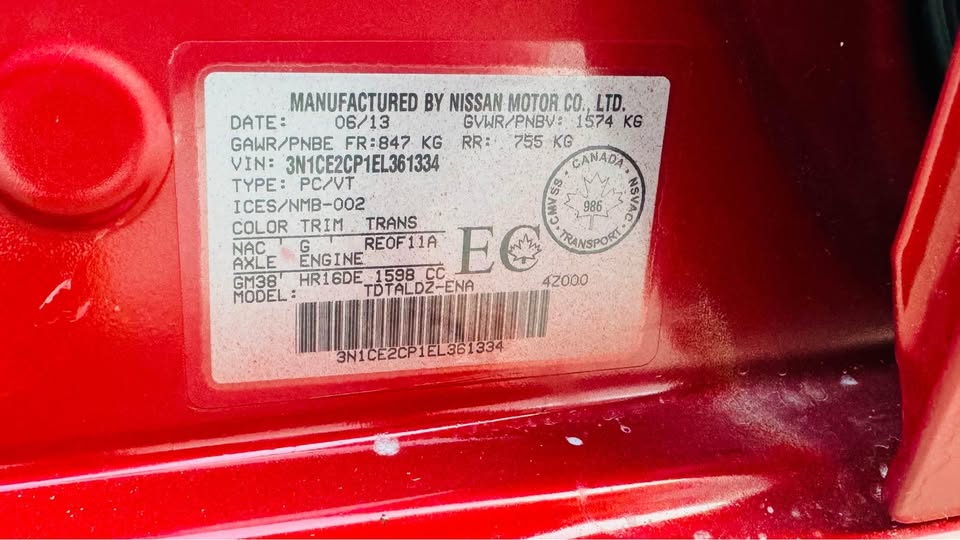 MANUFACTURED BY NISSAN MOTOR CO., LTD.
DATE: 06/13 GVWR/PNBV: 1574 KG
GAWR/PNBE FR:847 KG RR: 755 KG
VIN: 3N1CE2CP1EL361334
TYPE: PC/VT
ICES/NMB-002
COLOR TRIM TRANS
NAC G REOF11A
AXLE ENGINE
GM38' HR16DE 1598 CC
MODEL: TDTALDZ-ENA
EC
4Z000
CANADA
CMVSS 986 NSVAC
TRANSPORT
3N1CE2CP1EL361334